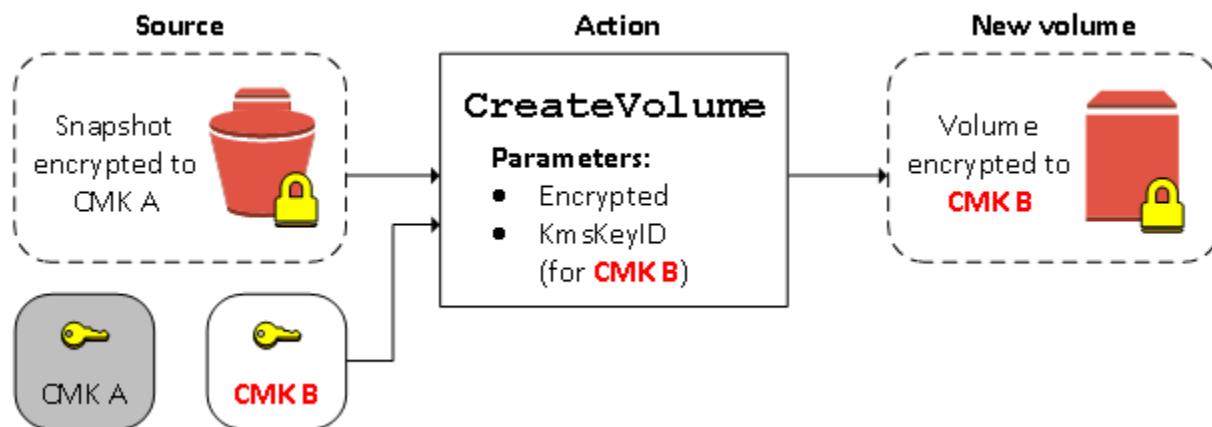 Source
Action
New volume
Snapshot
encrypted to
CMK A
CreateVolume
Parameters:
● Encrypted
● KmsKeyID
(for CMK B)
Volume
encrypted to
CMK B
CMK A
CMK B